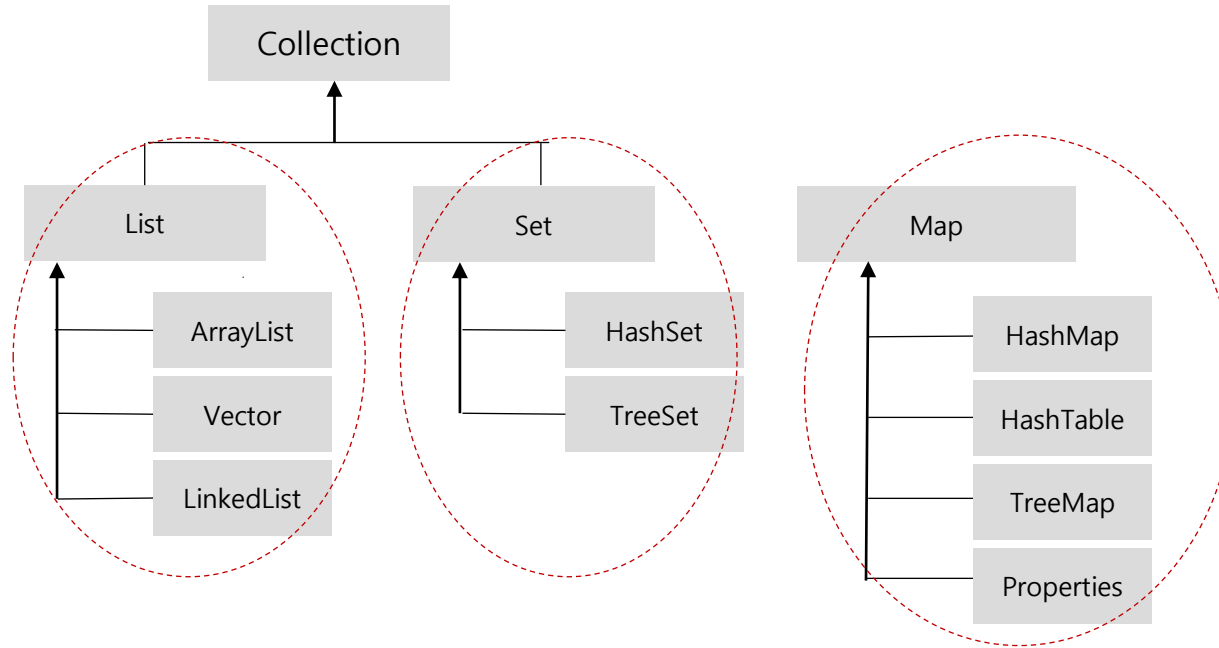 Collection
List
Set
Map
ArrayList
Vector
LinkedList
HashSet
TreeSet
HashMap
HashTable
TreeMap
Properties